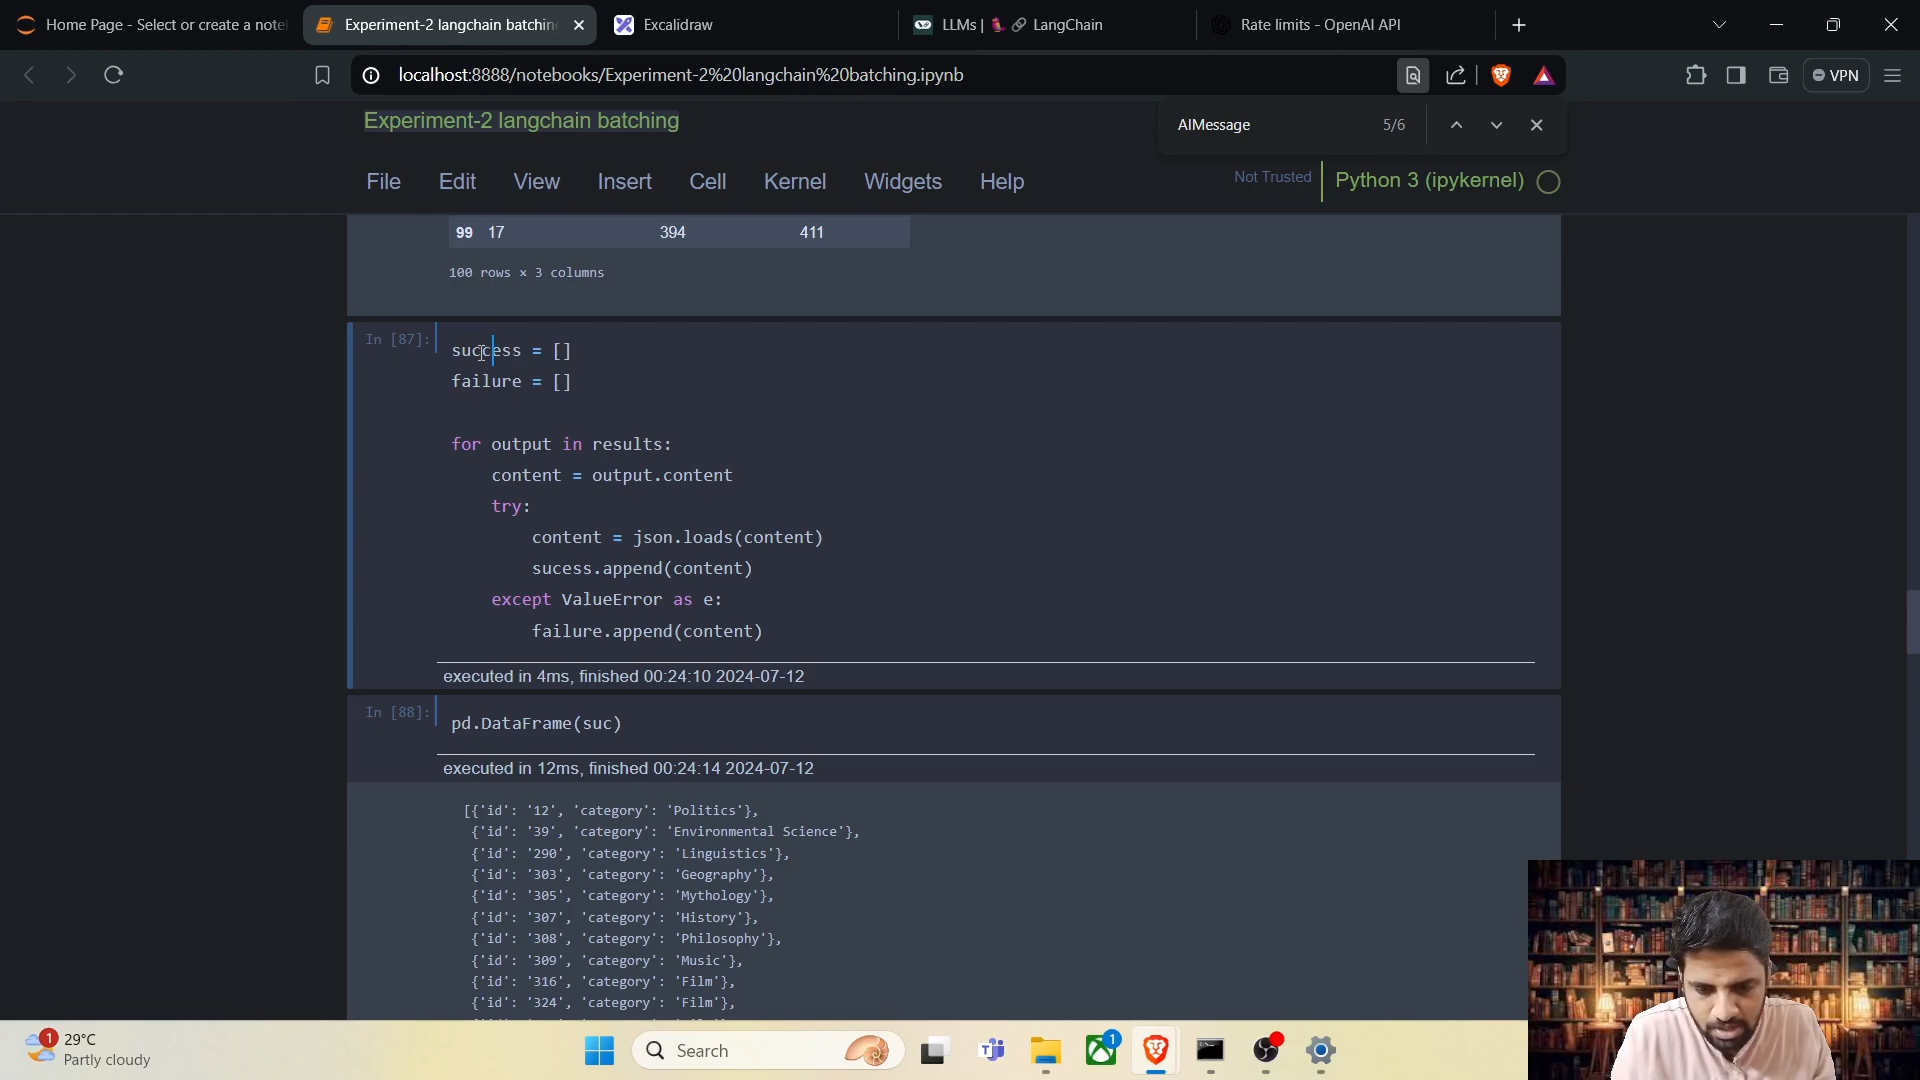 Home Page - Select or create a note
Experiment-2 langchain batchin
Excalidraw
LLMs | LangChain
Rate limits - OpenAI API
localhost:8888/notebooks/Experiment-2%20langchain%20batching.ipynb
VPN
Experiment-2 langchain batching
AIMessage 5/6
File Edit View Insert Cell Kernel Widgets Help
Not Trusted
Python 3 (ipykernel)
99 17 394 411
100 rows × 3 columns
In [87]:
success = []
failure = []
for output in results:
content = output.content
try:
content = json.loads(content)
sucess.append(content)
except ValueError as e:
failure.append(content)
executed in 4ms, finished 00:24:10 2024-07-12
In [88]:
pd.DataFrame(suc)
executed in 12ms, finished 00:24:14 2024-07-12
[{'id': '12', 'category': 'Politics'},
{'id': '39', 'category': 'Environmental Science'},
{'id': '290', 'category': 'Linguistics'},
{'id': '303', 'category': 'Geography'},
{'id': '305', 'category': 'Mythology'},
{'id': '307', 'category': 'History'},
{'id': '308', 'category': 'Philosophy'},
{'id': '309', 'category': 'Music'},
{'id': '316', 'category': 'Film'},
{'id': '324', 'category': 'Film'},
1
29°C
Partly cloudy
Search
1